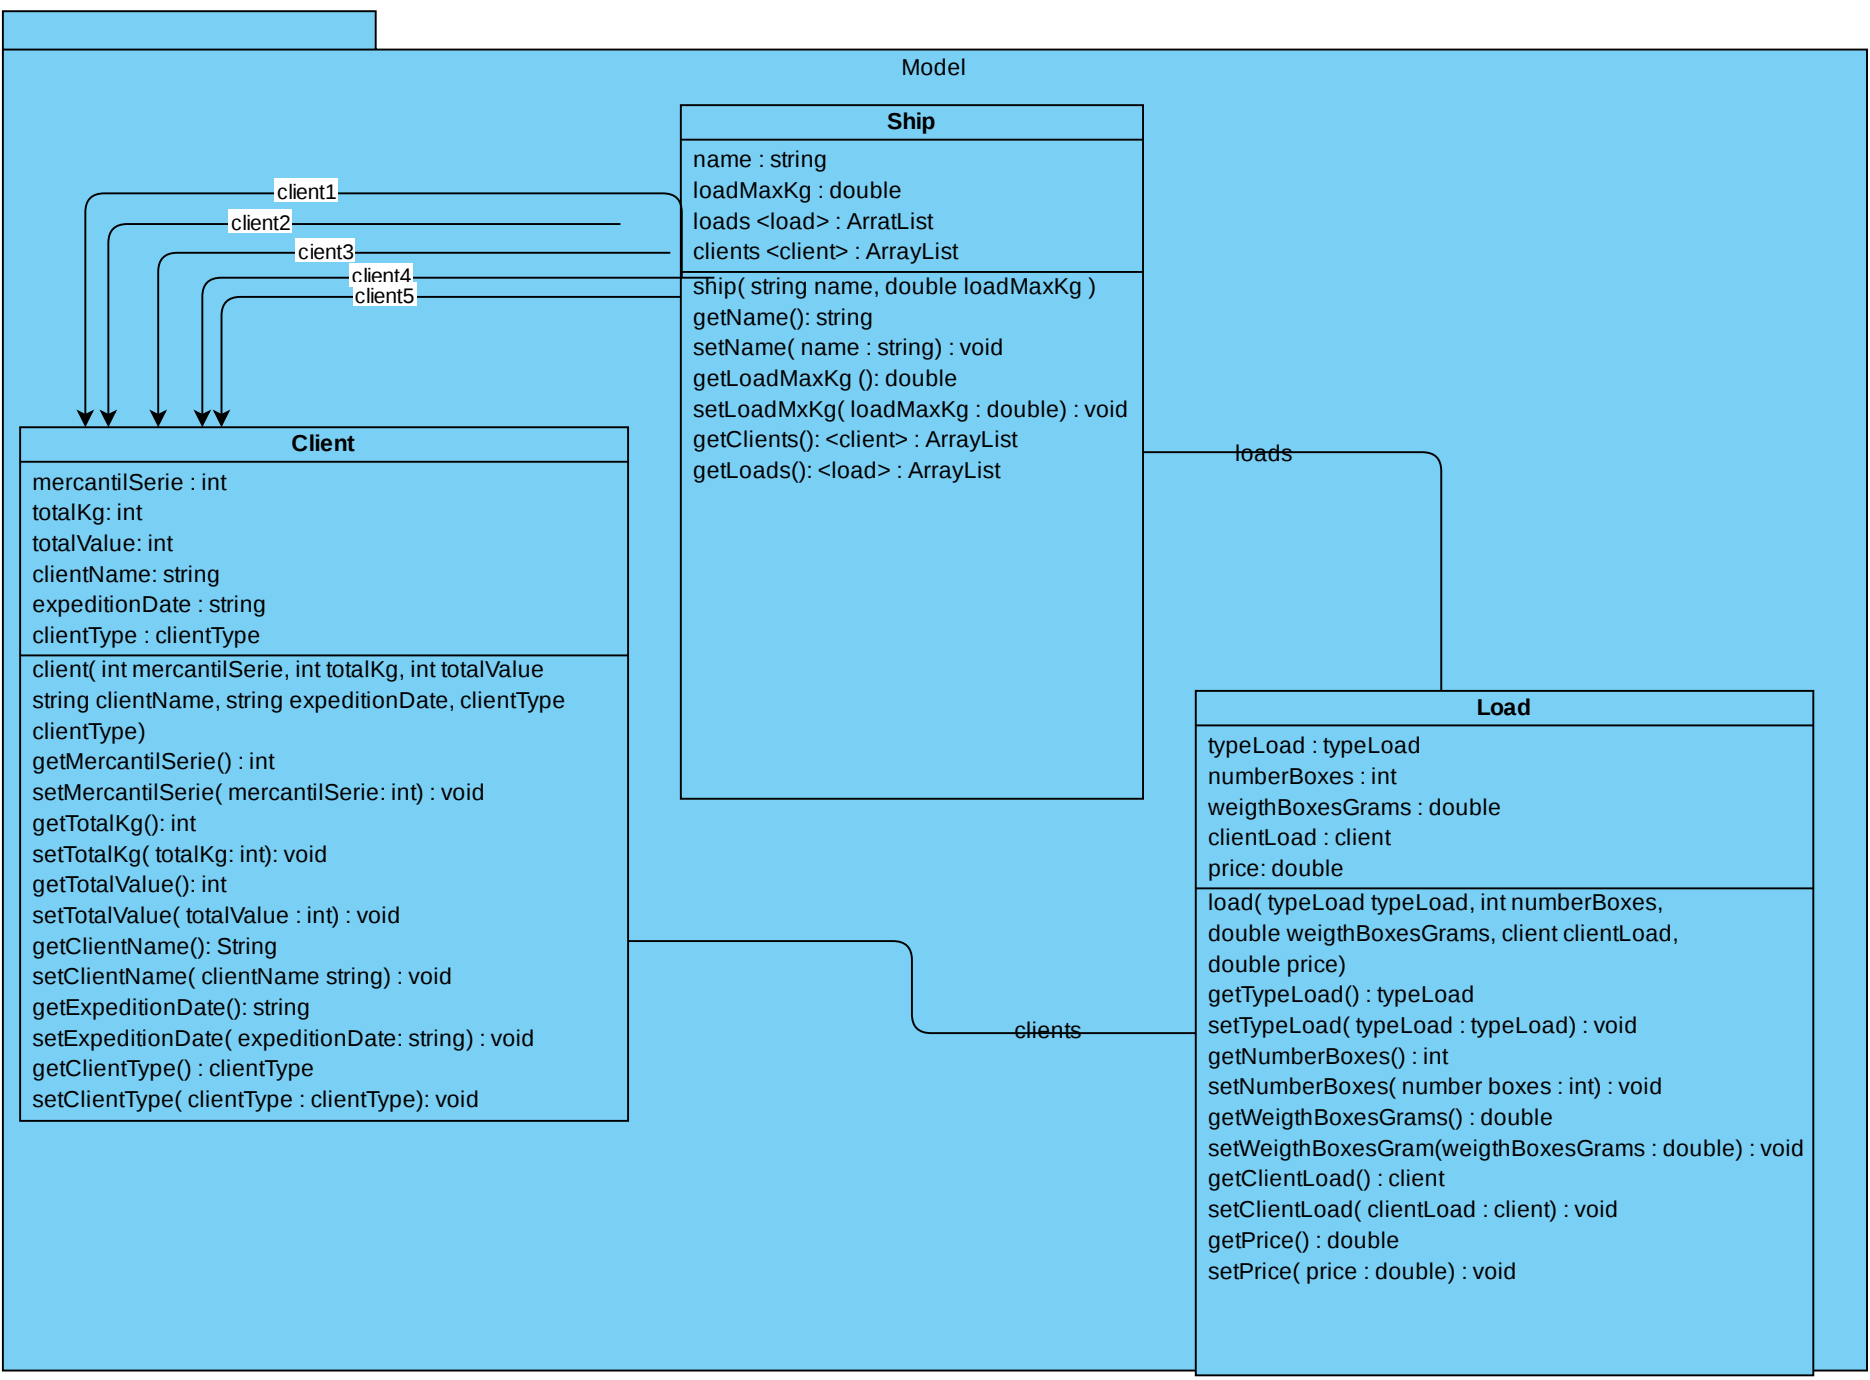 Model
Ship
name : string
loadMaxKg : double
loads <load> : ArratList
clients <client> : ArrayList
ship( string name, double loadMaxKg )
getName(): string
setName( name : string) : void
getLoadMaxKg (): double
setLoadMxKg( loadMaxKg : double) : void
getClients(): <client> : ArrayList
getLoads(): <load> : ArrayList
client1
client2
cient3
client4
client5
loads
Client
mercantilSerie : int
totalKg: int
totalValue: int
clientName: string
expeditionDate : string
clientType : clientType
client( int mercantilSerie, int totalKg, int totalValue
string clientName, string expeditionDate, clientType
clientType)
getMercantilSerie() : int
setMercantilSerie( mercantilSerie: int) : void
getTotalKg(): int
setTotalKg( totalKg: int): void
getTotalValue(): int
setTotalValue( totalValue : int) : void
getClientName(): String
setClientName( clientName string) : void
getExpeditionDate(): string
setExpeditionDate( expeditionDate: string) : void
getClientType() : clientType
setClientType( clientType : clientType): void
clients
Load
typeLoad : typeLoad
numberBoxes : int
weigthBoxesGrams : double
clientLoad : client
price: double
load( typeLoad typeLoad, int numberBoxes,
double weigthBoxesGrams, client clientLoad,
double price)
getTypeLoad() : typeLoad
setTypeLoad( typeLoad : typeLoad) : void
getNumberBoxes() : int
setNumberBoxes( number boxes : int) : void
getWeigthBoxesGrams() : double
setWeigthBoxesGram(weigthBoxesGrams : double) : void
getClientLoad() : client
setClientLoad( clientLoad : client) : void
getPrice() : double
setPrice( price : double) : void